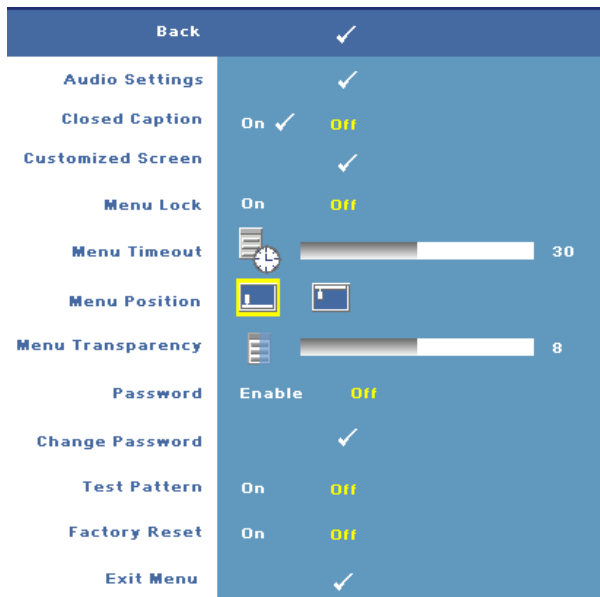 Back ✓
Audio Settings ✓
Closed Caption On ✓ Off
Customized Screen ✓
Menu Lock On Off
Menu Timeout 30
Menu Position
Menu Transparency 8
Password Enable Off
Change Password ✓
Test Pattern On Off
Factory Reset On Off
Exit Menu ✓